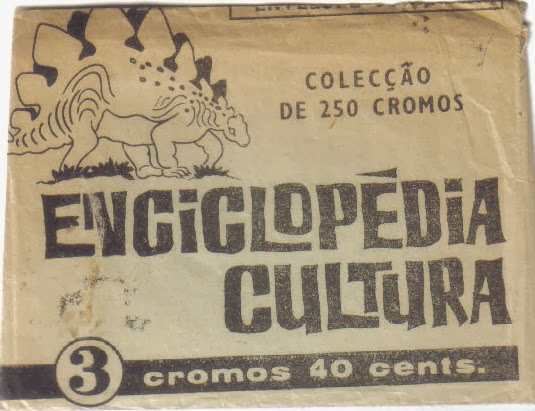 COLECÇÃO
DE 250 CROMOS
ENCICLOPÉDIA
CULTURA
3 cromos 40 cents.